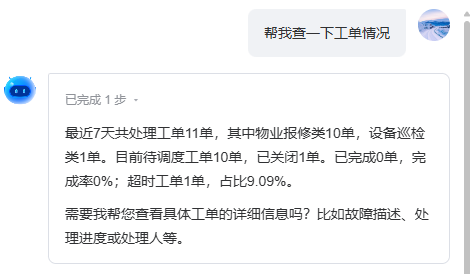 帮我查一下工单情况
已完成 1 步
最近7天共处理工单11单，其中物业报修类10单，设备巡检
类1单。目前待调度工单10单，已关闭1单。已完成0单，完
成率0%；超时工单1单，占比9.09%。
需要我帮您查看具体工单的详细信息吗？比如故障描述、处
理进度或处理人等。